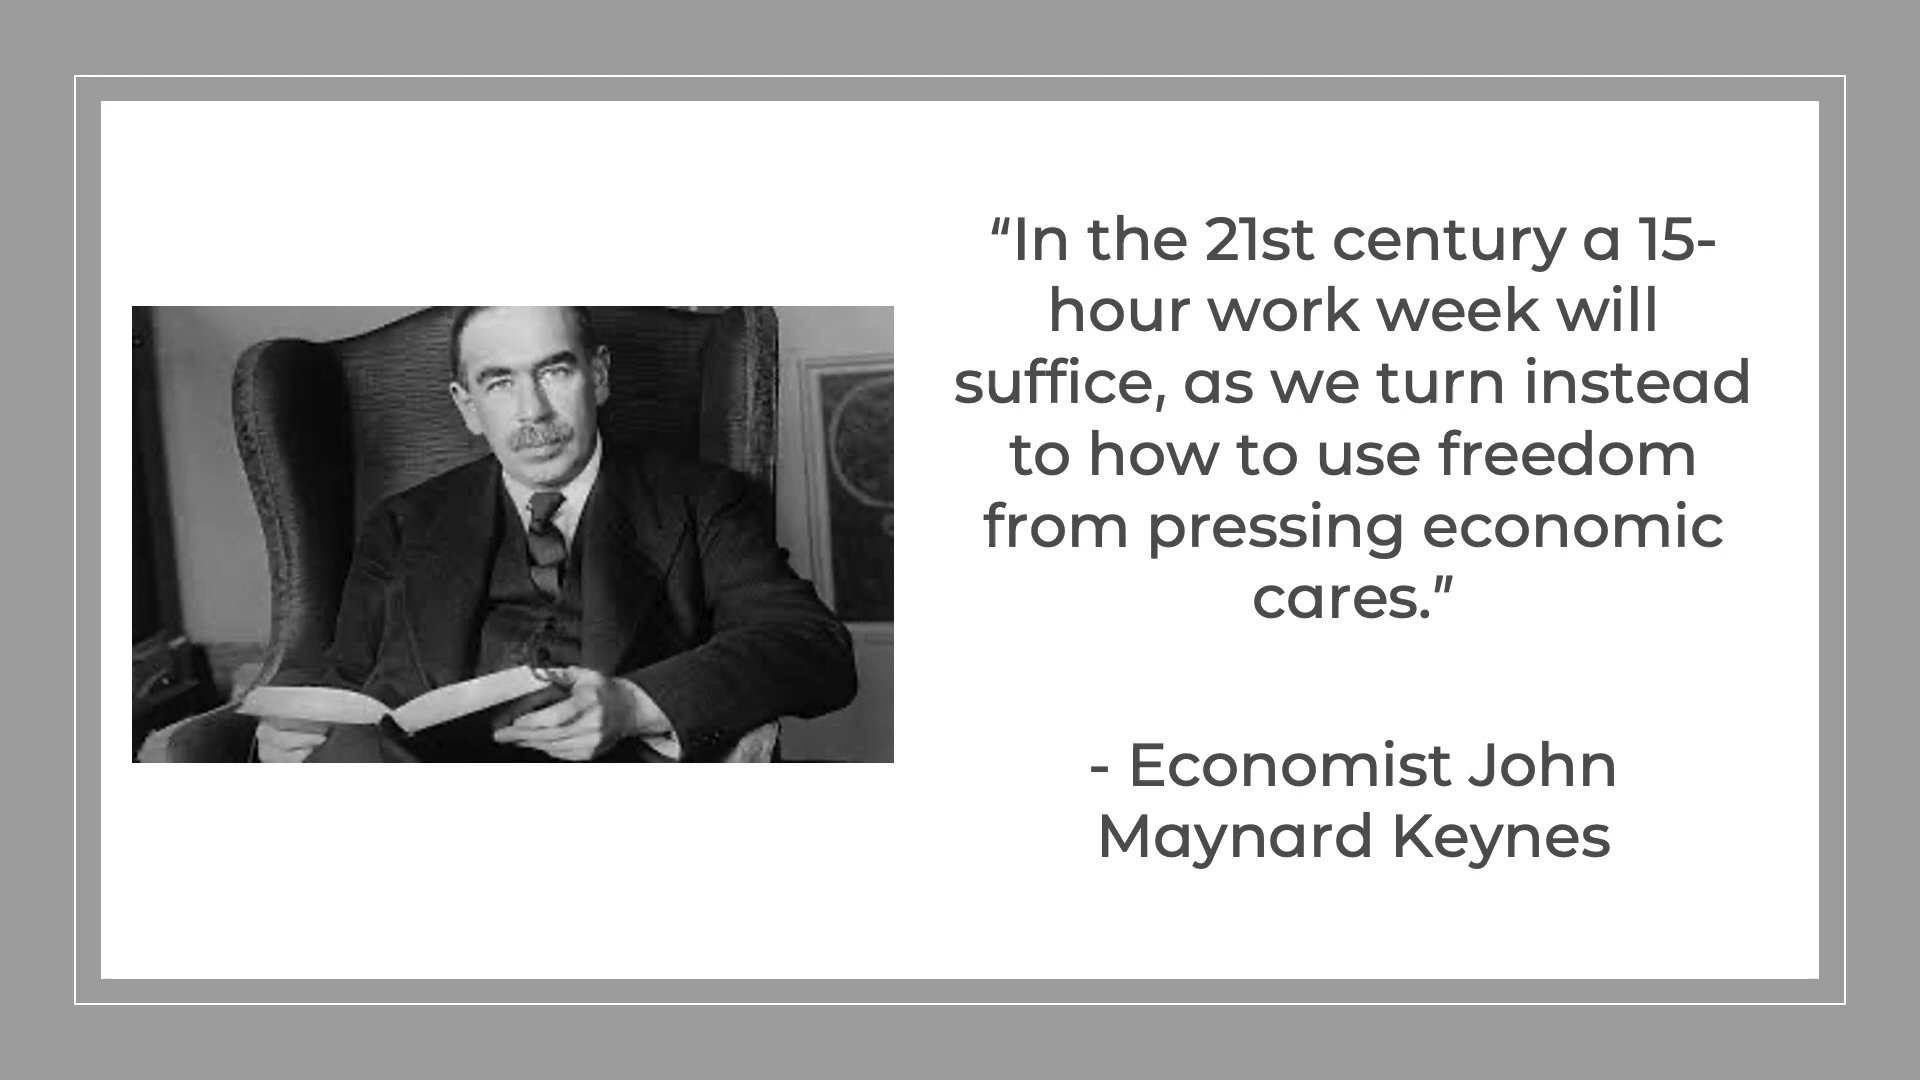 “In the 21st century a 15-
hour work week will
suffice, as we turn instead
to how to use freedom
from pressing economic
cares.”
- Economist John
Maynard Keynes